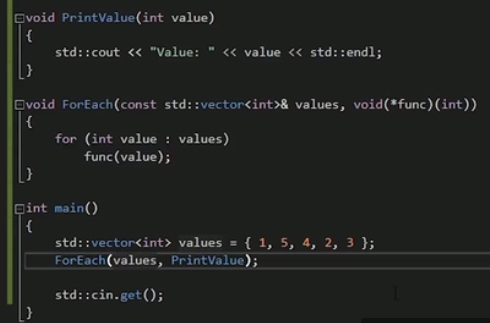 void PrintValue(int value)
{
    std::cout << "Value: " << value << std::endl;
}
void ForEach(const std::vector<int>& values, void(*func)(int))
{
    for (int value : values)
        func(value);
}
int main()
{
    std::vector<int> values = { 1, 5, 4, 2, 3 };
    ForEach(values, PrintValue);
    std::cin.get();
}